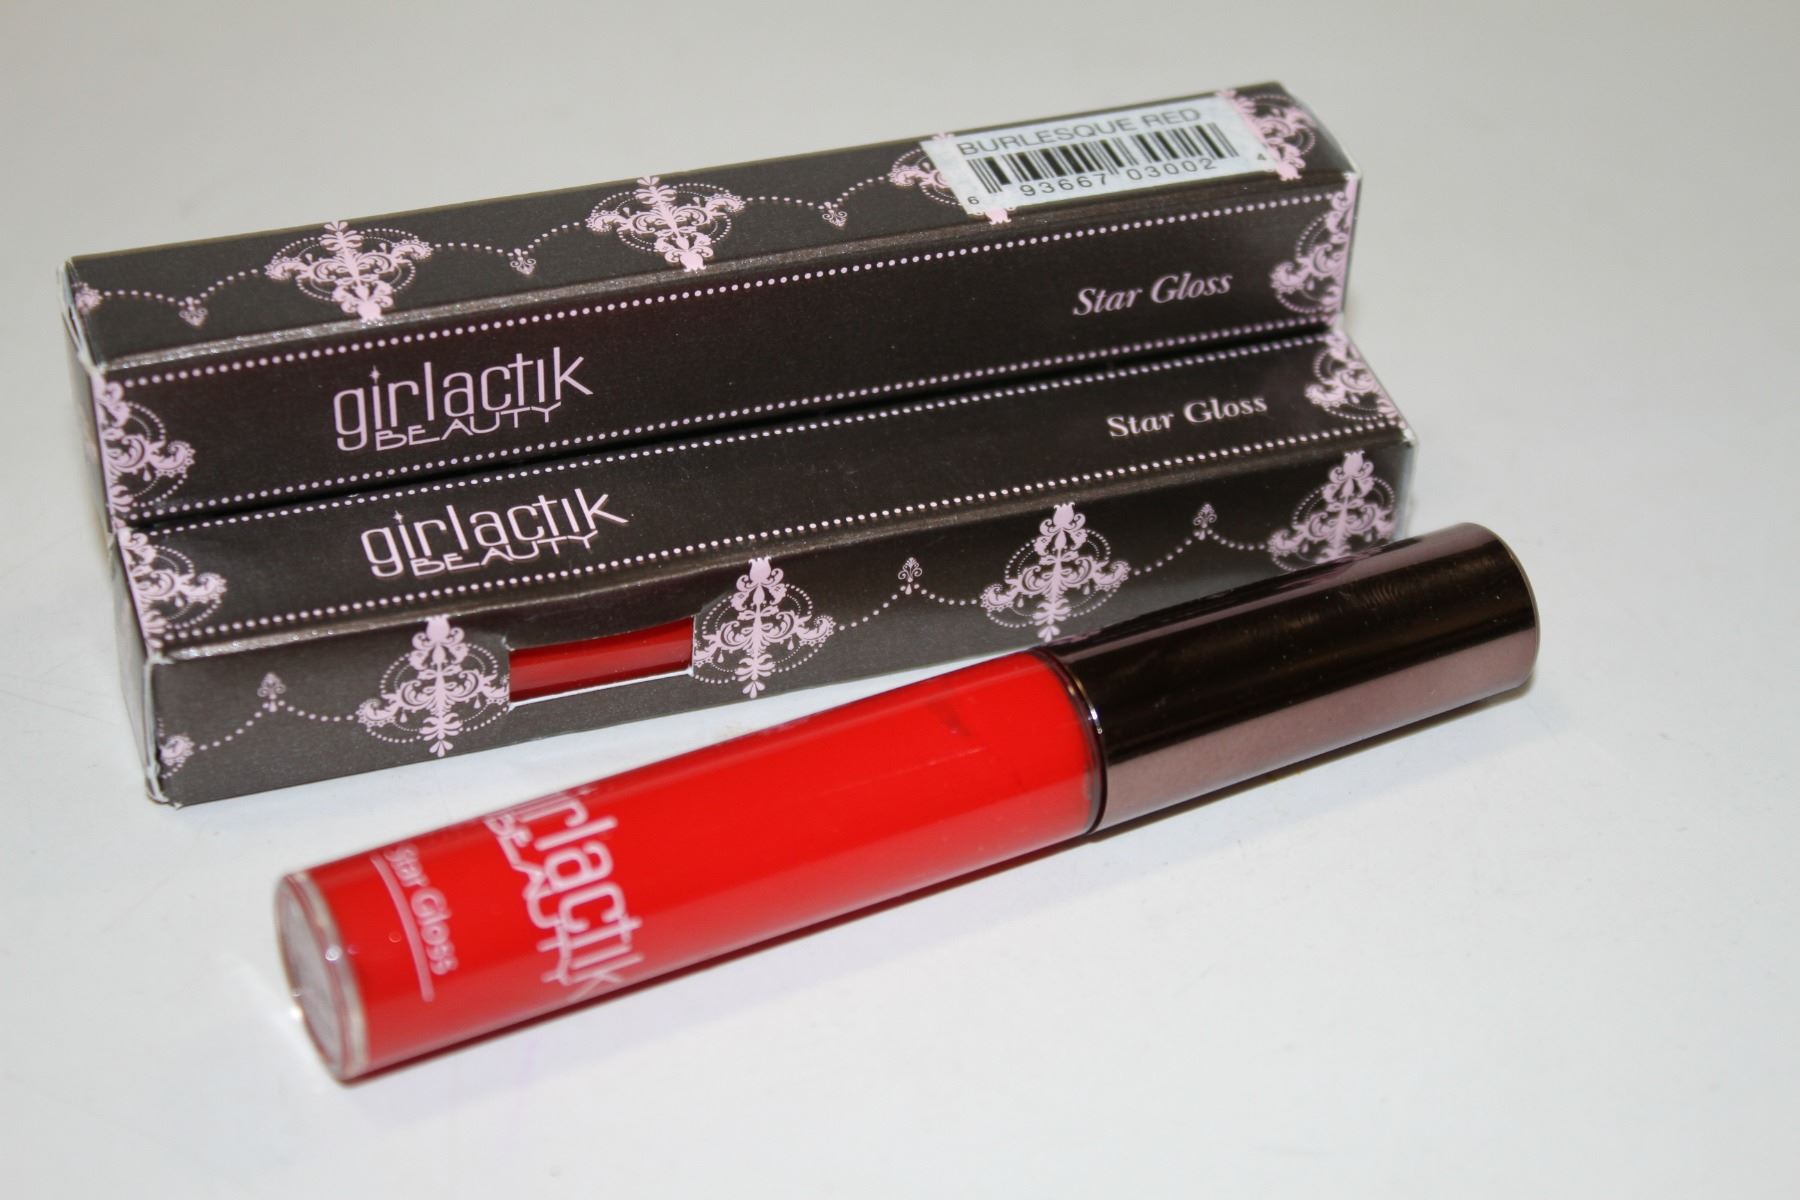 BURLESQUE RED
6 93667 03002 4
Star Gloss
girlactik
BEAUTY
Star Gloss
girlactik
BEAUTY
girlactik
BEAUTY
Star Gloss